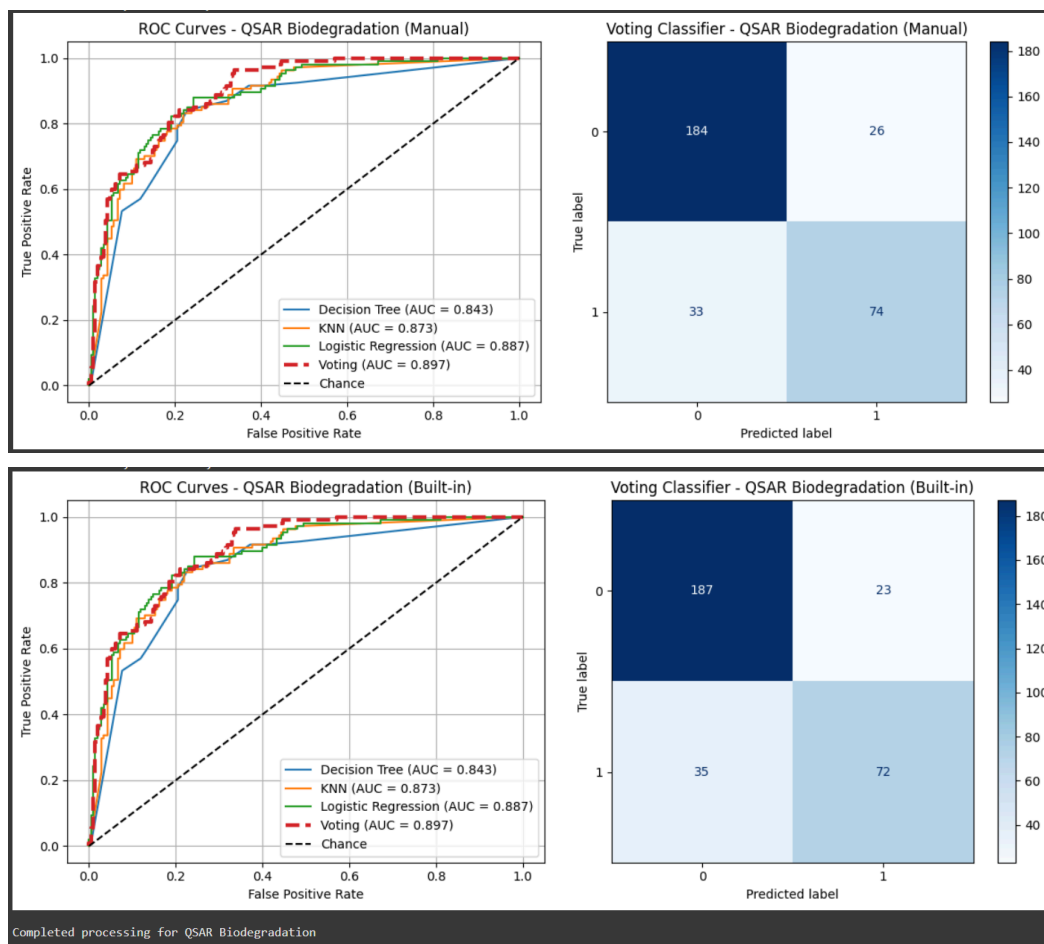 ROC Curves - QSAR Biodegradation (Manual)
1.0
0.8
0.6
0.4
0.2
0.0
True Positive Rate
Decision Tree (AUC = 0.843)
KNN (AUC = 0.873)
Logistic Regression (AUC = 0.887)
Voting (AUC = 0.897)
Chance
0.0 0.2 0.4 0.6 0.8 1.0
False Positive Rate
Voting Classifier - QSAR Biodegradation (Manual)
True label
0
184 26
1
33 74
0 1
Predicted label
180
160
140
120
100
80
60
40
ROC Curves - QSAR Biodegradation (Built-in)
1.0
0.8
0.6
0.4
0.2
0.0
True Positive Rate
Decision Tree (AUC = 0.843)
KNN (AUC = 0.873)
Logistic Regression (AUC = 0.887)
Voting (AUC = 0.897)
Chance
0.0 0.2 0.4 0.6 0.8 1.0
False Positive Rate
Voting Classifier - QSAR Biodegradation (Built-in)
True label
0
187 23
1
35 72
0 1
Predicted label
180
160
140
120
100
80
60
40
Completed processing for QSAR Biodegradation